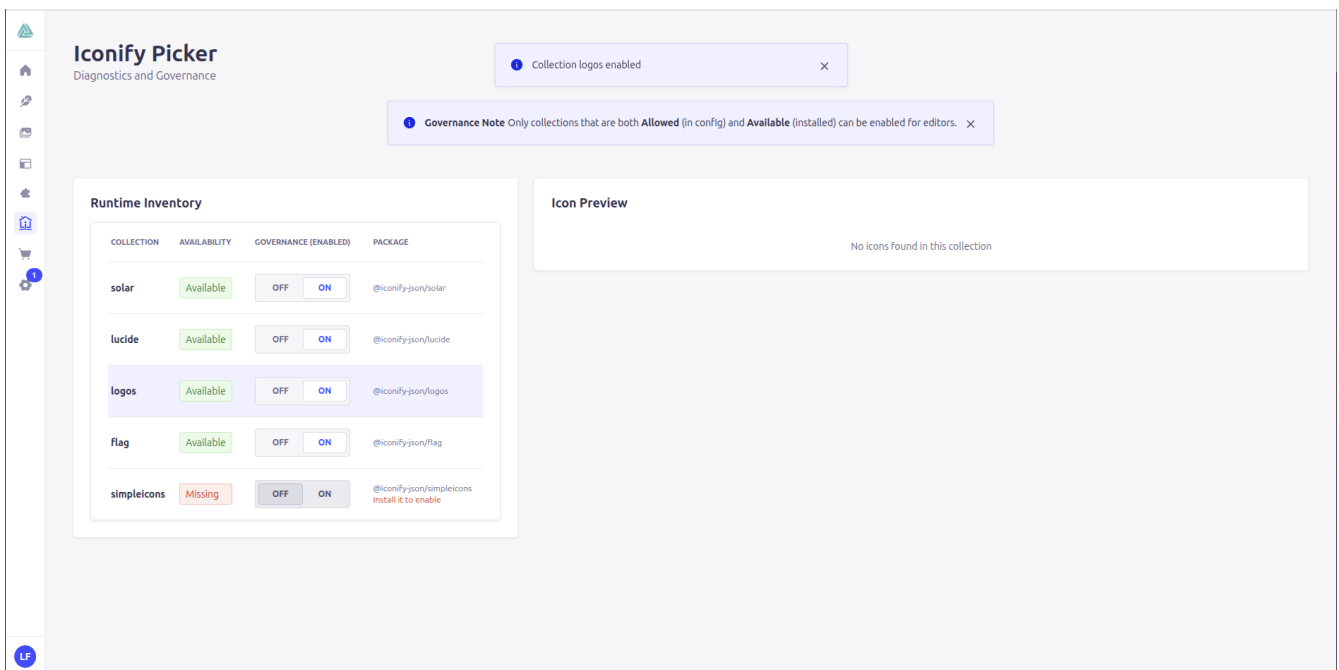 Iconify Picker
Diagnostics and Governance
Collection logos enabled
Governance Note Only collections that are both Allowed (in config) and Available (installed) can be enabled for editors.
Runtime Inventory
COLLECTION AVAILABILITY GOVERNANCE (ENABLED) PACKAGE
solar Available OFF ON @iconify-json/solar
lucide Available OFF ON @iconify-json/lucide
logos Available OFF ON @iconify-json/logos
flag Available OFF ON @iconify-json/flag
simpleicons Missing OFF ON @iconify-json/simpleicons
Install it to enable
Icon Preview
No icons found in this collection
1
LF